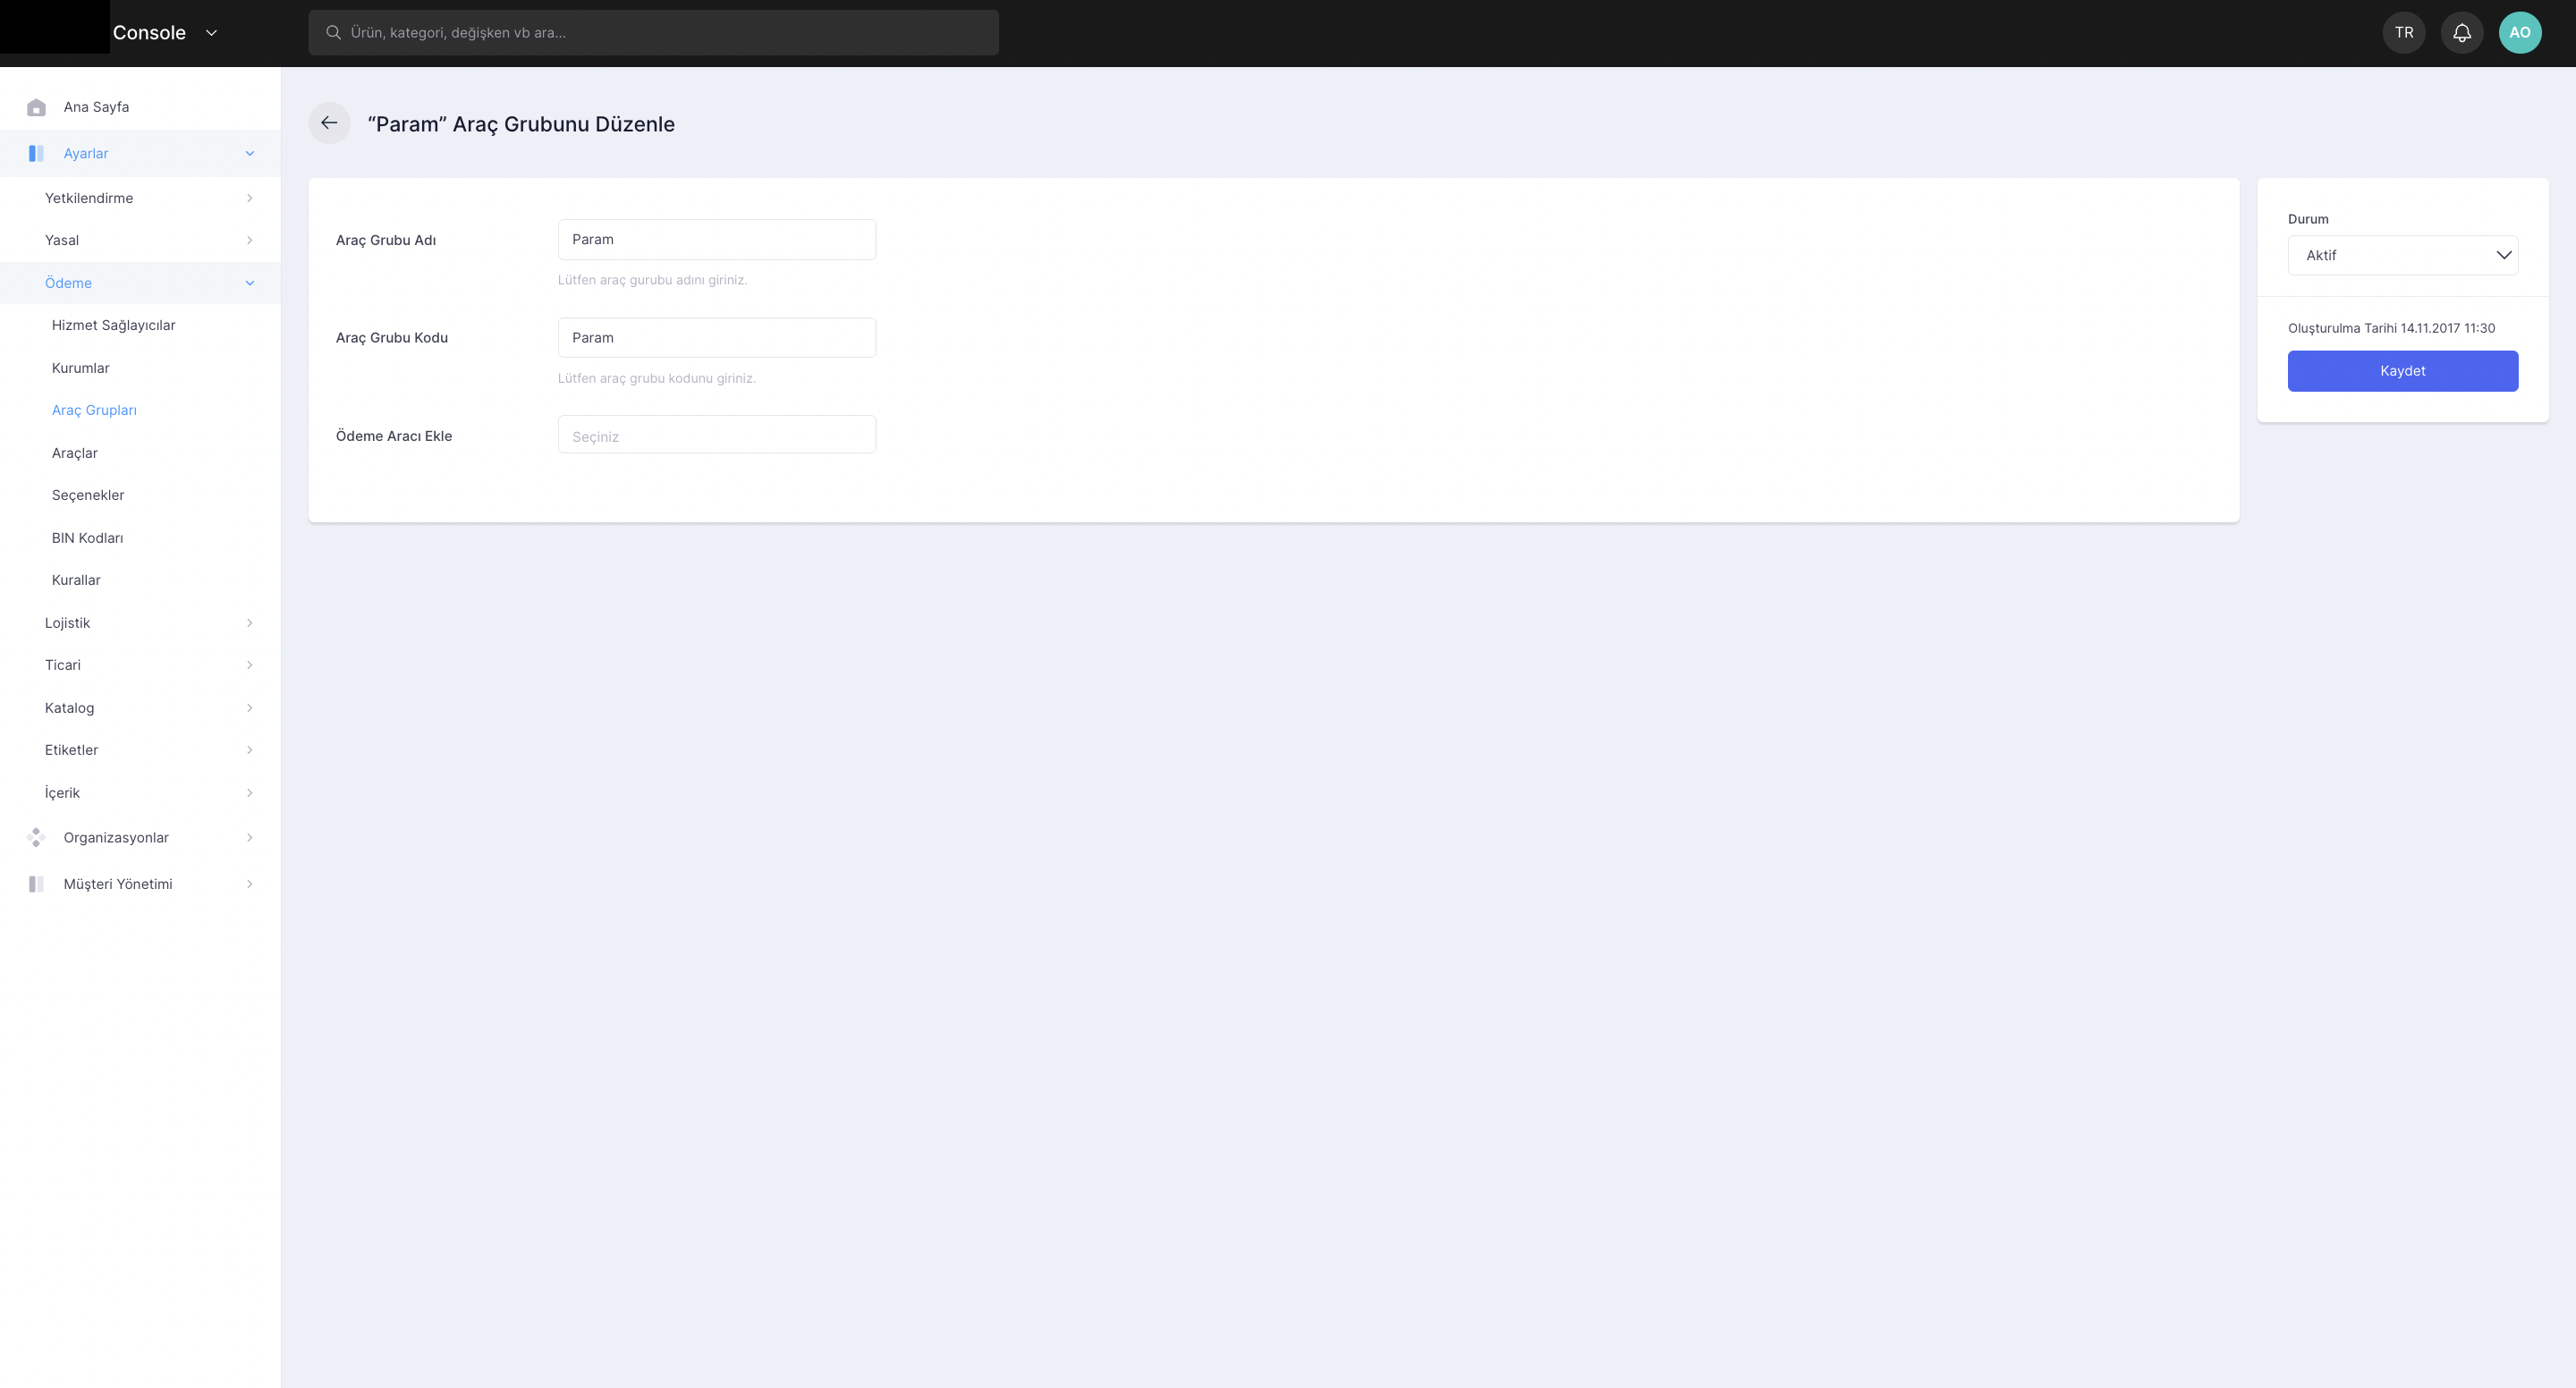 Console
Ürün, kategori, değişken vb ara...
TR
AO
Ana Sayfa
Ayarlar
Yetkilendirme
Yasal
Ödeme
Hizmet Sağlayıcılar
Kurumlar
Araç Grupları
Araçlar
Seçenekler
BIN Kodları
Kurallar
Lojistik
Ticari
Katalog
Etiketler
İçerik
Organizasyonlar
Müşteri Yönetimi
“Param” Araç Grubunu Düzenle
Araç Grubu Adı
Param
Lütfen araç gurubu adını giriniz.
Araç Grubu Kodu
Param
Lütfen araç grubu kodunu giriniz.
Ödeme Aracı Ekle
Seçiniz
Durum
Aktif
Oluşturulma Tarihi 14.11.2017 11:30
Kaydet